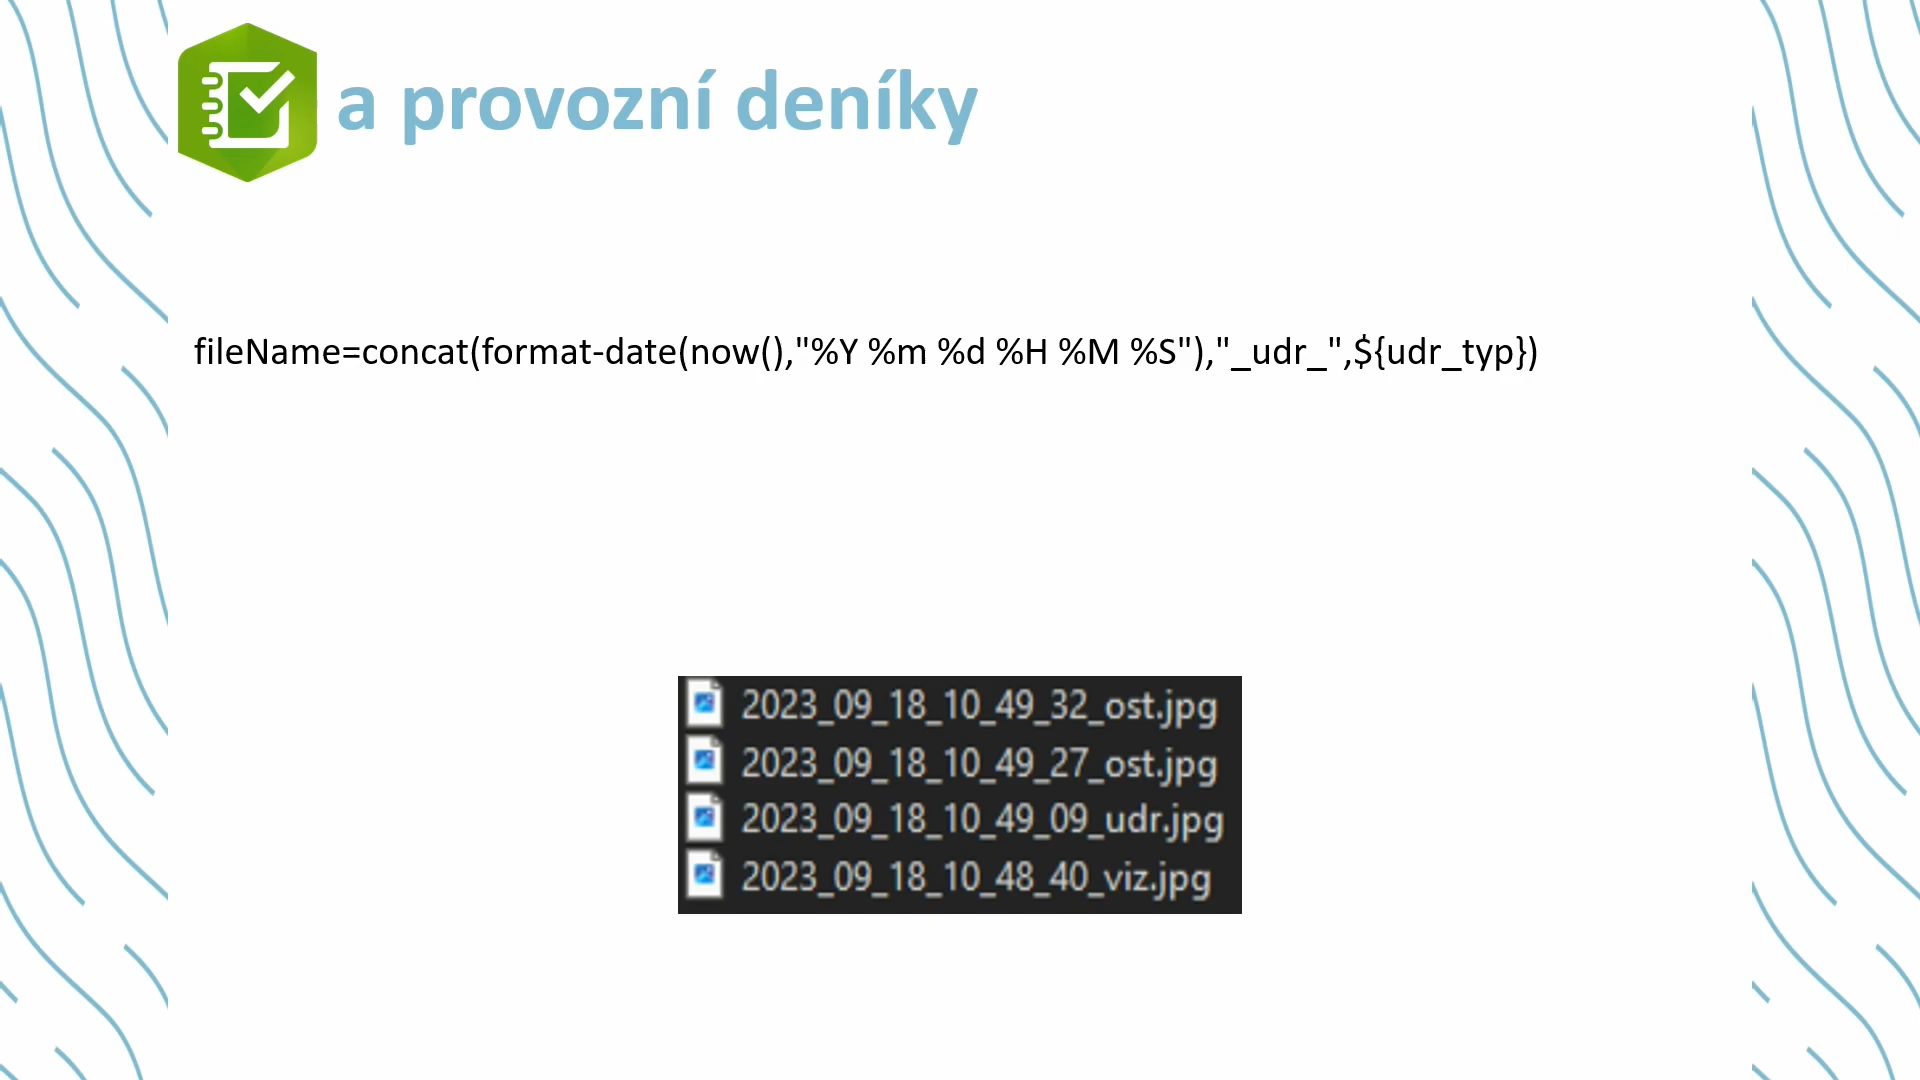 a provozní deníky
fileName=concat(format-date(now(),"%Y %m %d %H %M %S"),"_udr_",${udr_typ})
2023_09_18_10_49_32_ost.jpg
2023_09_18_10_49_27_ost.jpg
2023_09_18_10_49_09_udr.jpg
2023_09_18_10_48_40_viz.jpg